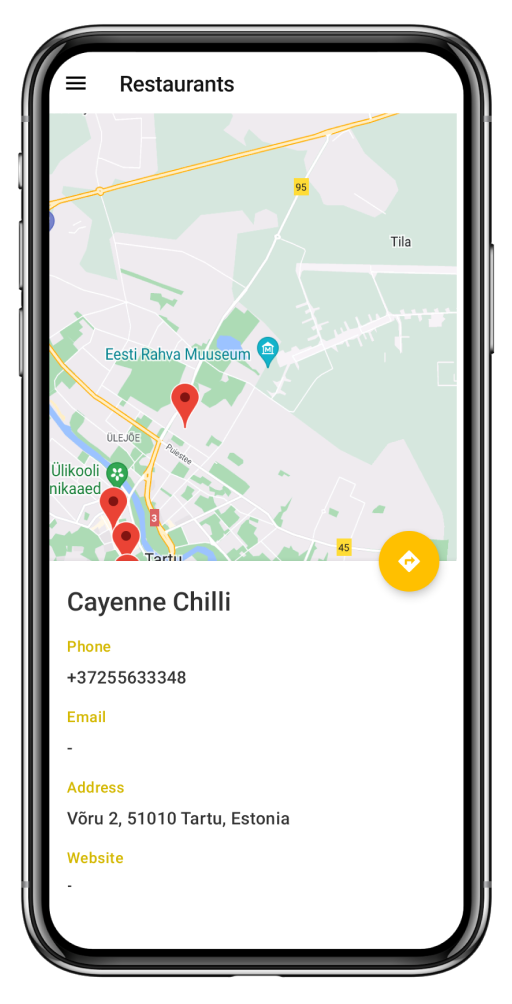 Restaurants
95
Tila
Eesti Rahva Muuseum
ÜLEJÕE
Puiestee
Ülikooli
nikaaed
3
45
Tartu
Cayenne Chilli
Phone
+37255633348
Email
-
Address
Võru 2, 51010 Tartu, Estonia
Website
-